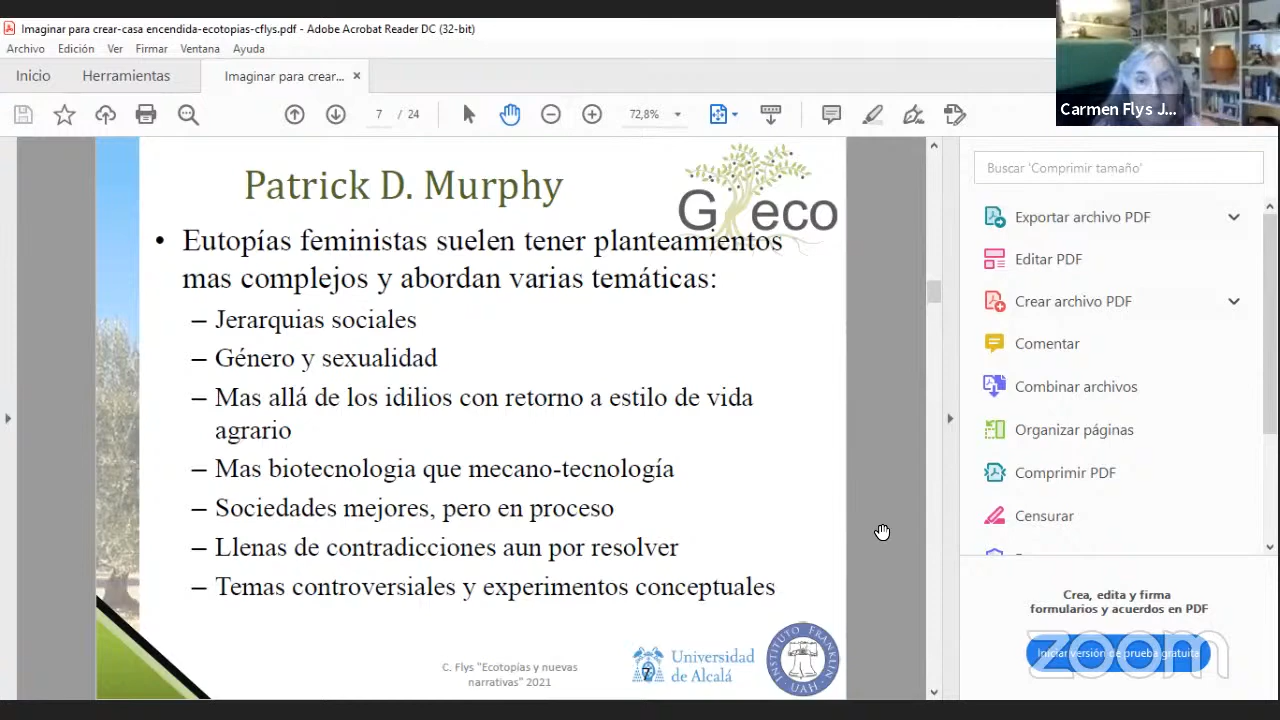 Imaginar para crear-casa encendida-ecotopias-cflys.pdf - Adobe Acrobat Reader DC (32-bit)
Archivo Edición Ver Firmar Ventana Ayuda
Inicio Herramientas Imaginar para crear... ×
7 / 24 72,8%
Carmen Flys J...
Patrick D. Murphy
G eco
• Eutopías feministas suelen tener planteamientos
mas complejos y abordan varias temáticas:
– Jerarquias sociales
– Género y sexualidad
– Mas allá de los idilios con retorno a estilo de vida
agrario
– Mas biotecnologia que mecano-tecnología
– Sociedades mejores, pero en proceso
– Llenas de contradicciones aun por resolver
– Temas controversiales y experimentos conceptuales
C. Flys "Ecotopías y nuevas
narrativas" 2021
7
Universidad
de Alcalá
INSTITUTO FRANKLIN
UAH
Buscar 'Comprimir tamaño'
Exportar archivo PDF
Editar PDF
Crear archivo PDF
Comentar
Combinar archivos
Organizar páginas
Comprimir PDF
Censurar
Crea, edita y firma
formularios y acuerdos en PDF
Iniciar versión de prueba gratuita
zoom